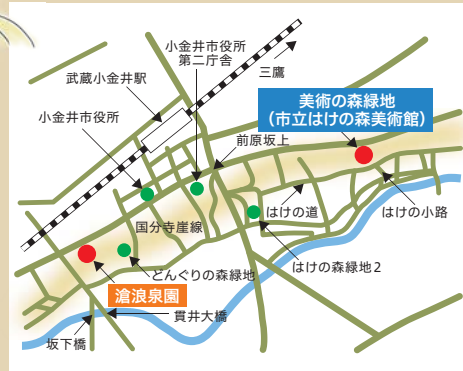 小金井市役所
第二庁舎
三鷹
武蔵小金井駅
美術の森緑地
（市立はけの森美術館）
小金井市役所
前原坂上
はけの道
はけの小路
国分寺崖線
はけの森緑地2
どんぐりの森緑地
滄浪泉園
貫井大橋
坂下橋